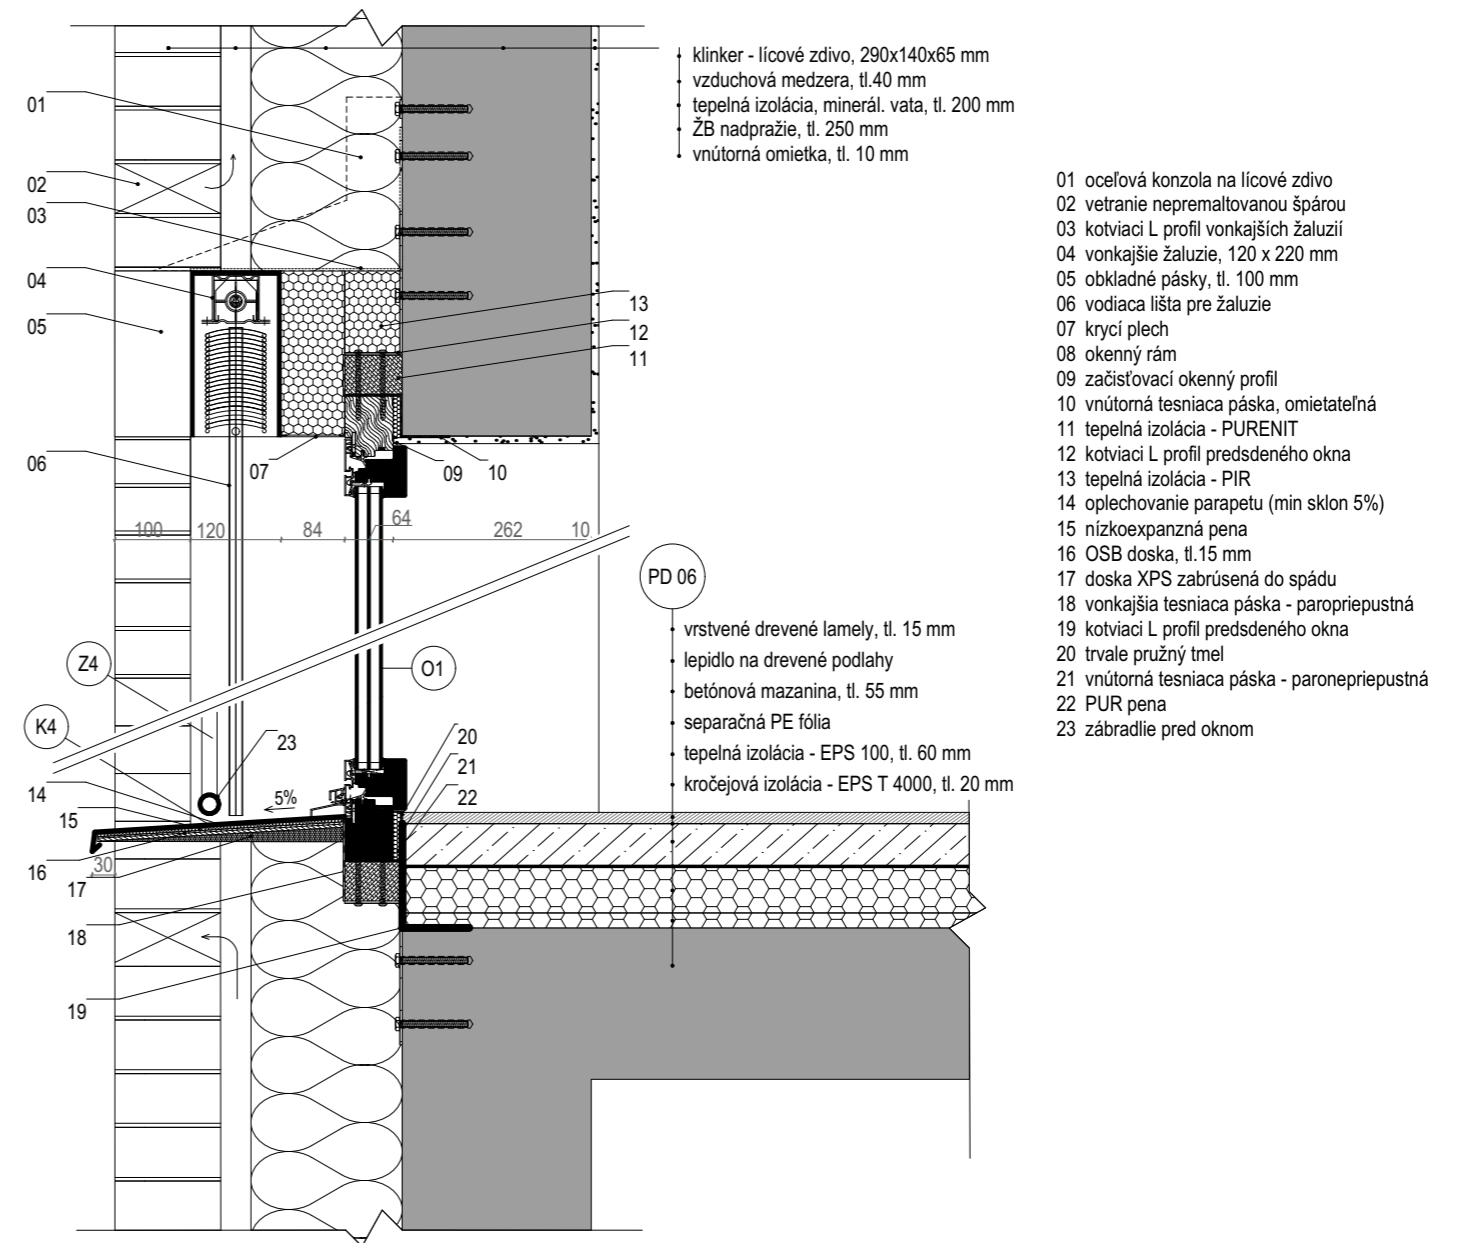 klinker - lícové zdivo, 290x140x65 mm
vzduchová medzera, tl.40 mm
tepelná izolácia, minerál. vata, tl. 200 mm
ŽB nadpražie, tl. 250 mm
vnútorná omietka, tl. 10 mm
01
02
03
04
05
06
13
12
11
07
09
10
01 oceľová konzola na lícové zdivo
02 vetranie nepremaltovanou špárou
03 kotviaci L profil vonkajších žaluzií
04 vonkajšie žaluzie, 120 x 220 mm
05 obkladné pásky, tl. 100 mm
06 vodiaca lišta pre žaluzie
07 krycí plech
08 okenný rám
09 začisťovací okenný profil
10 vnútorná tesniaca páska, omietateľná
11 tepelná izolácia - PURENIT
12 kotviaci L profil predsdeného okna
13 tepelná izolácia - PIR
14 oplechovanie parapetu (min sklon 5%)
15 nízkoexpanzná pena
16 OSB doska, tl.15 mm
17 doska XPS zabrúsená do spádu
18 vonkajšia tesniaca páska - paropriepustná
19 kotviaci L profil predsdeného okna
20 trvale pružný tmel
21 vnútorná tesniaca páska - paronepriepustná
22 PUR pena
23 zábradlie pred oknom
100 120 84 64 262 10
PD 06
vrstvené drevené lamely, tl. 15 mm
lepidlo na drevené podlahy
betónová mazanina, tl. 55 mm
separačná PE fólia
tepelná izolácia - EPS 100, tl. 60 mm
kročejová izolácia - EPS T 4000, tl. 20 mm
Z4
O1
K4
23
20
21
22
14
15
5%
16
30
17
18
19